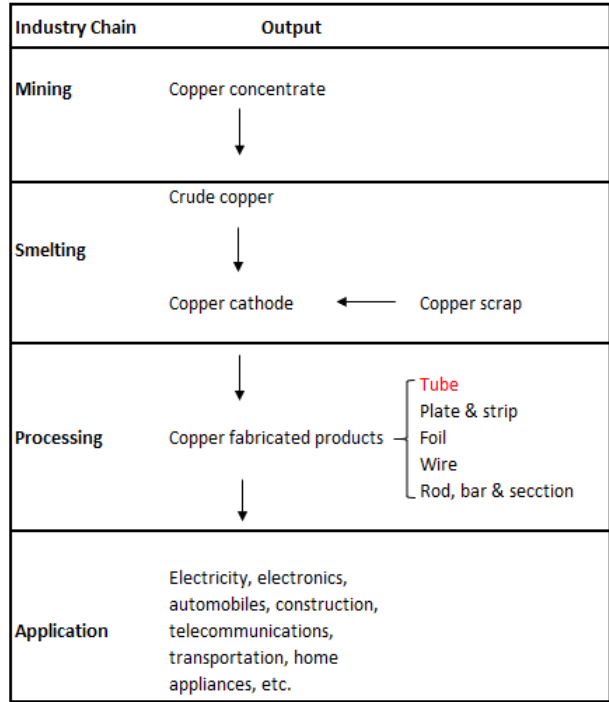 Industry Chain Output
Mining Copper concentrate
Crude copper
Smelting
Copper cathode Copper scrap
Tube
Plate & strip
Processing Copper fabricated products Foil
Wire
Rod, bar & secction
Electricity, electronics,
automobiles, construction,
Application telecommunications,
transportation, home
appliances, etc.